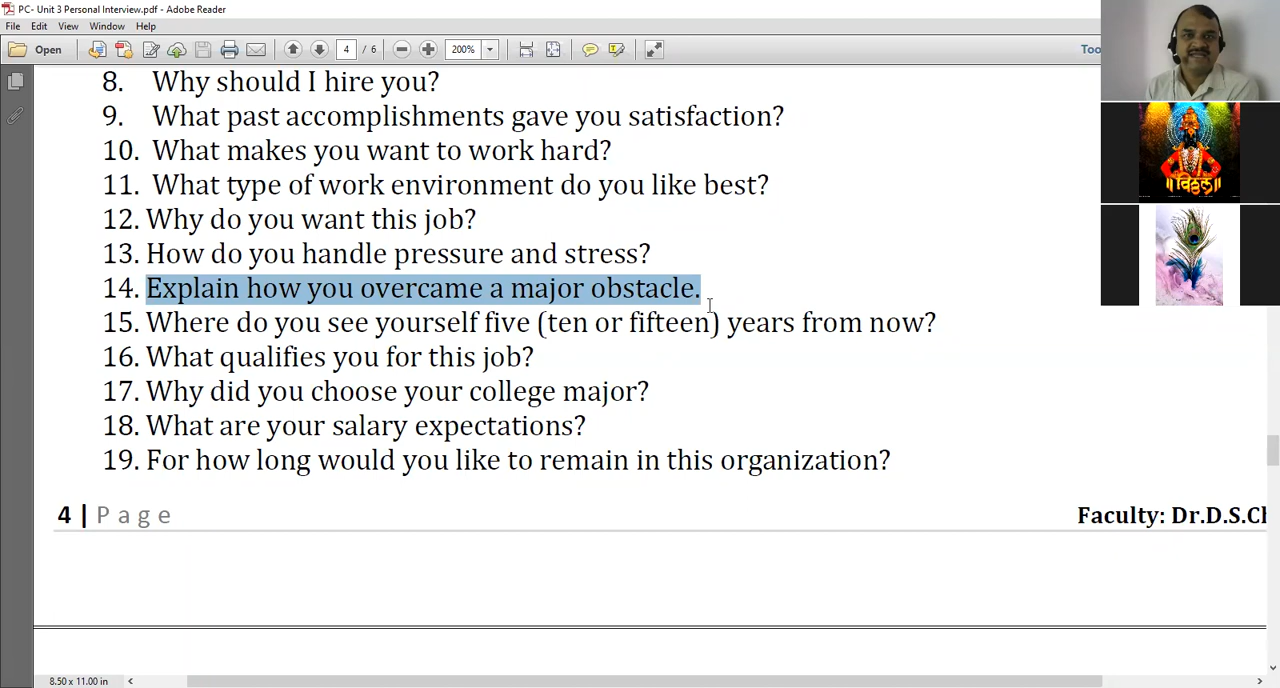 PC- Unit 3 Personal Interview.pdf - Adobe Reader
File Edit View Window Help
Open 4 / 6 200% Too
8. Why should I hire you?
9. What past accomplishments gave you satisfaction?
10. What makes you want to work hard?
11. What type of work environment do you like best?
12. Why do you want this job?
13. How do you handle pressure and stress?
14. Explain how you overcame a major obstacle.
15. Where do you see yourself five (ten or fifteen) years from now?
16. What qualifies you for this job?
17. Why did you choose your college major?
18. What are your salary expectations?
19. For how long would you like to remain in this organization?
4 | P a g e Faculty: Dr.D.S.Ch
8.50 x 11.00 in
॥ विठ्ठल ॥